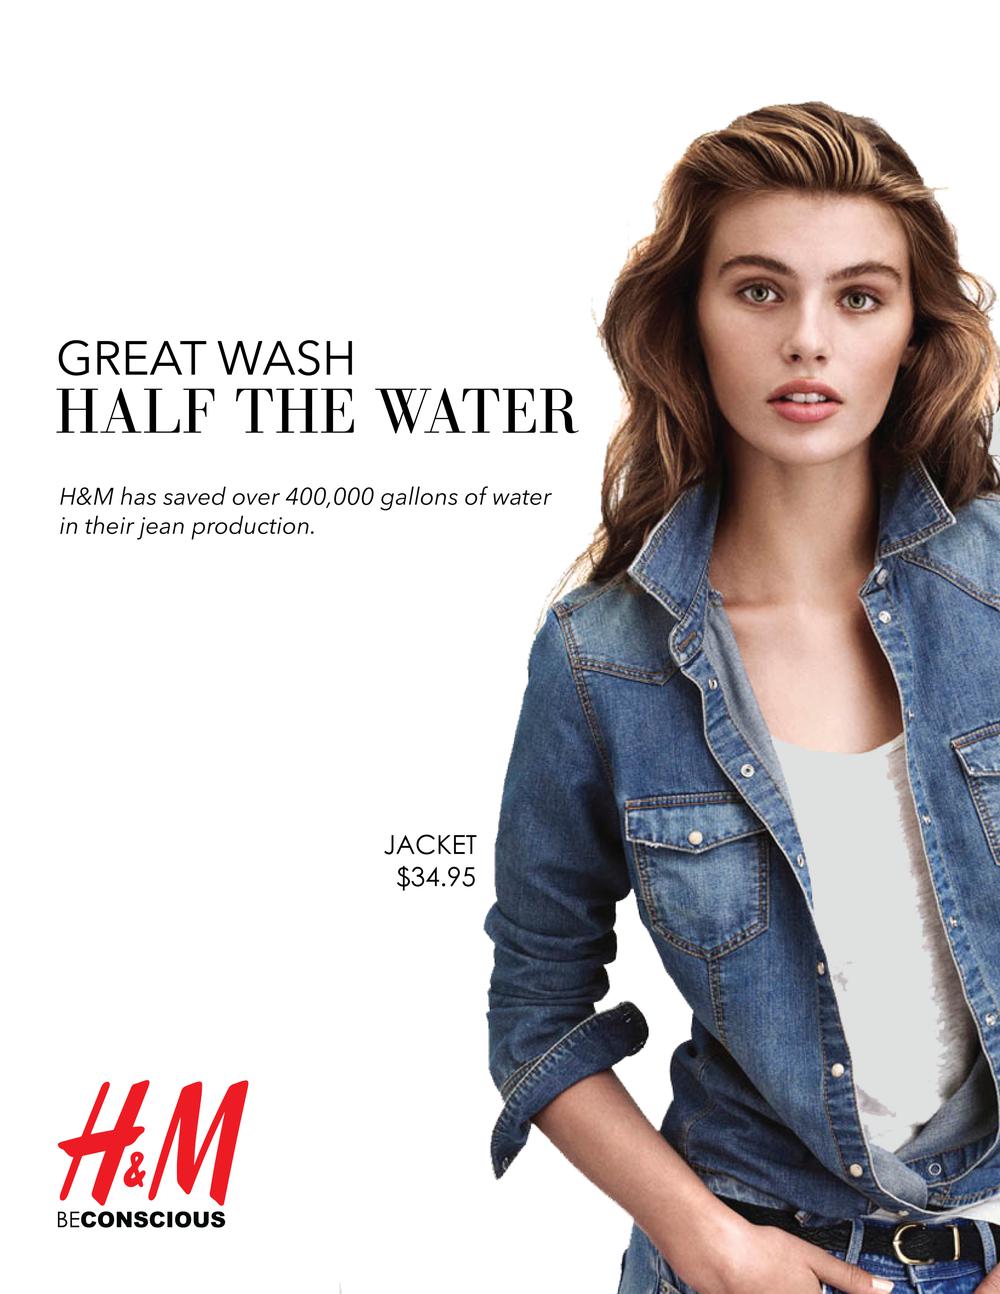 GREAT WASH
HALF THE WATER
H&M has saved over 400,000 gallons of water
in their jean production.
JACKET
$34.95
H&M
BECONSCIOUS